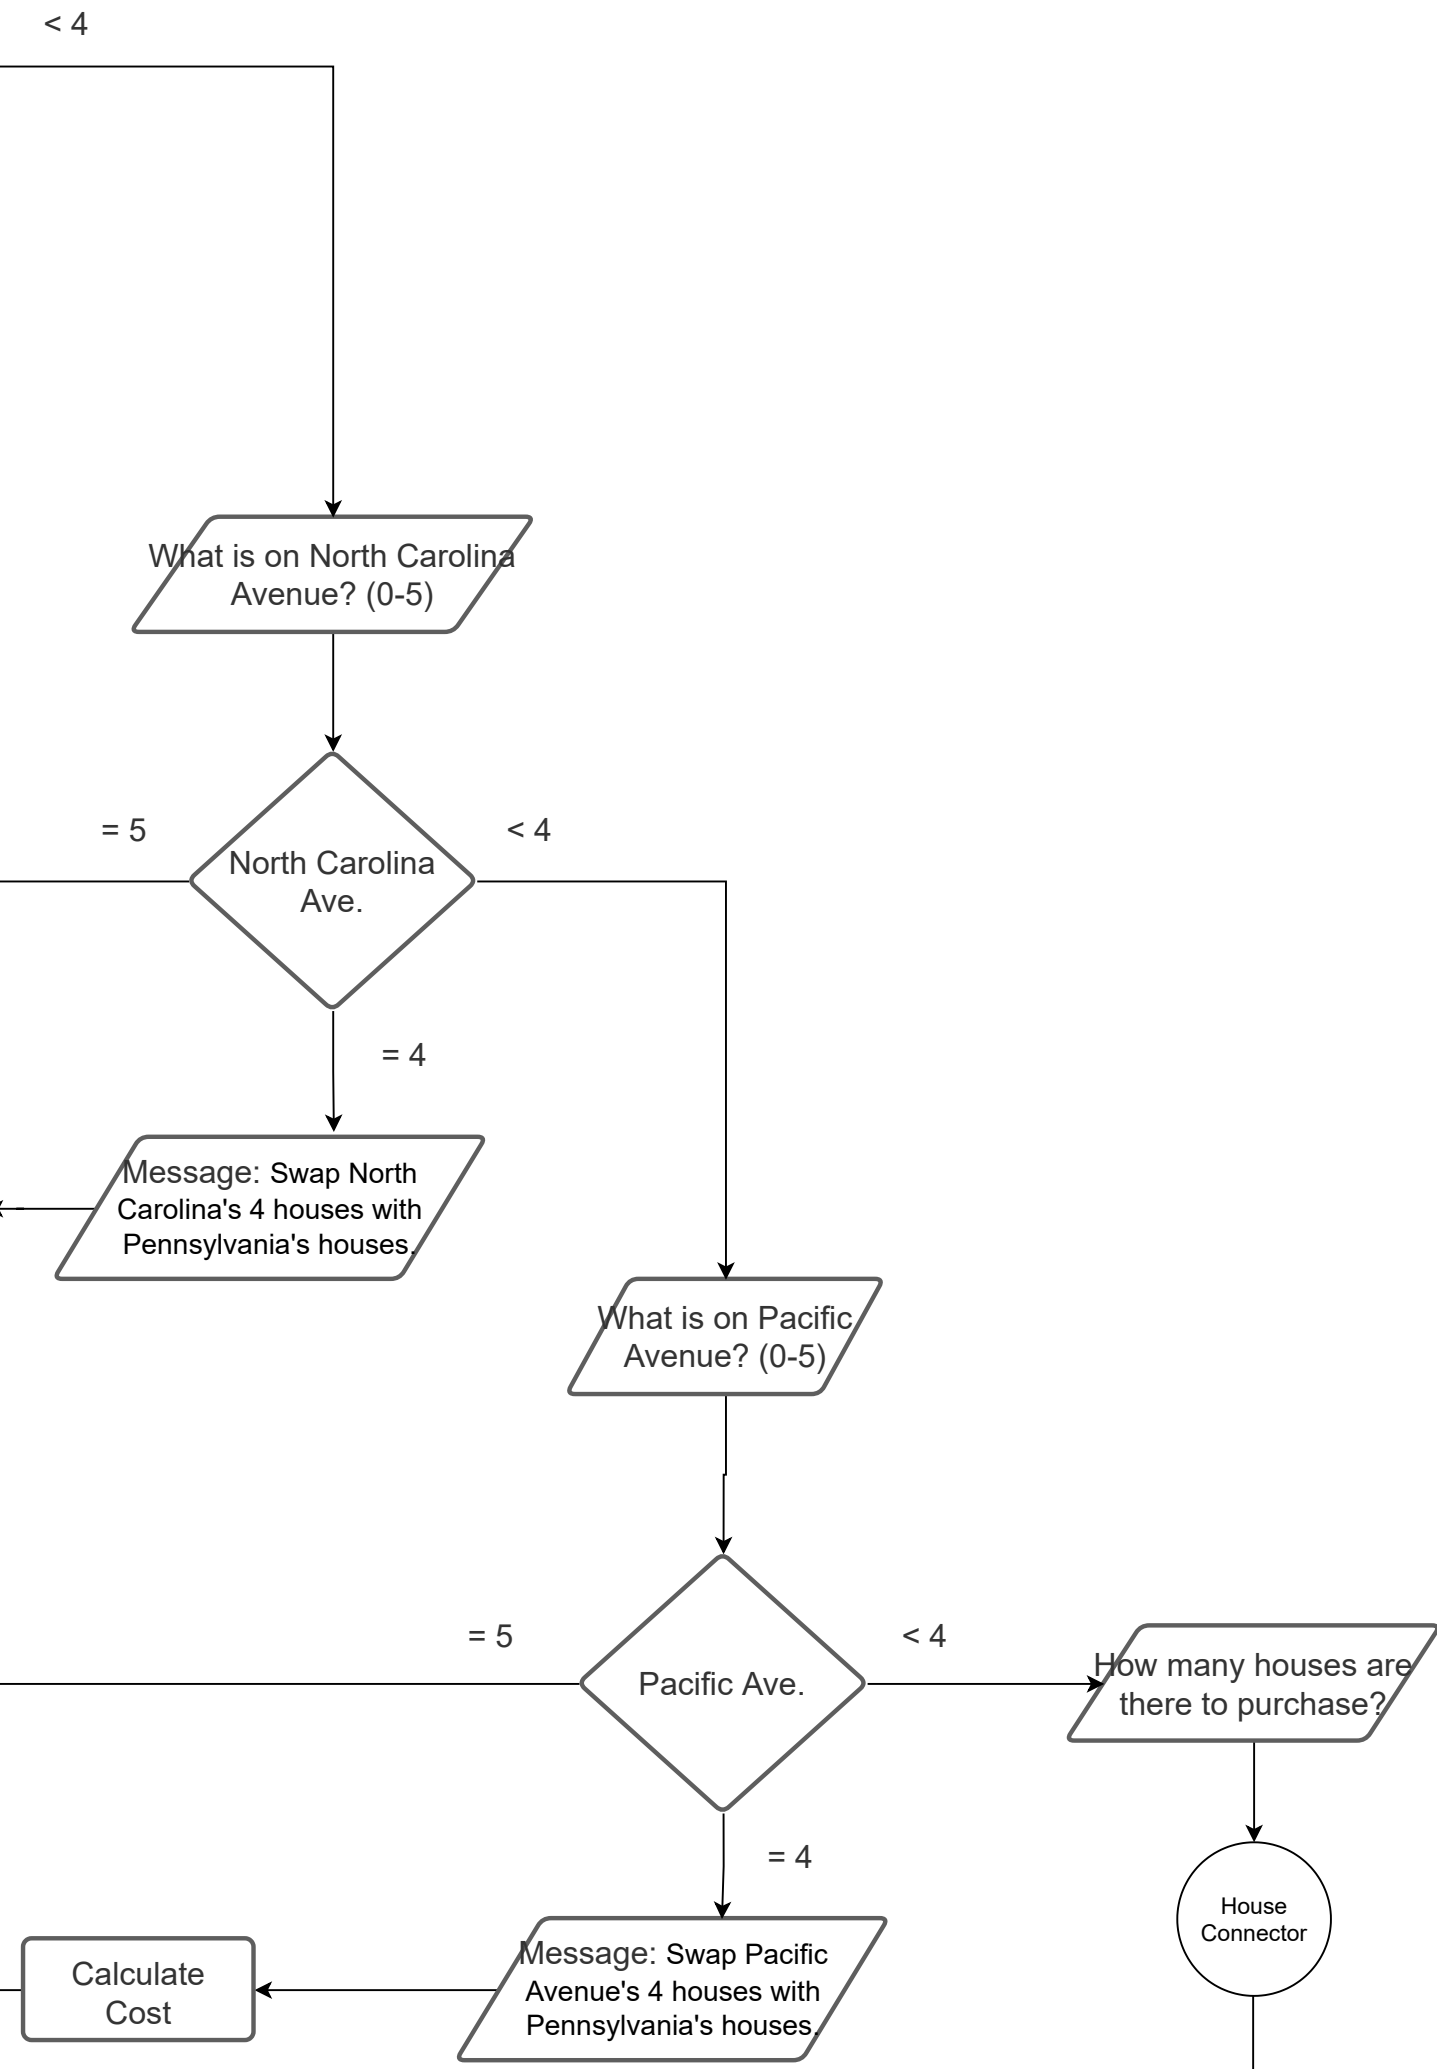 < 4
What is on North Carolina
Avenue? (0-5)
= 5
< 4
North Carolina
Ave.
= 4
Message: Swap North
Carolina's 4 houses with
Pennsylvania's houses.
What is on Pacific
Avenue? (0-5)
= 5
< 4
Pacific Ave.
How many houses are
there to purchase?
= 4
House
Connector
Message: Swap Pacific
Avenue's 4 houses with
Pennsylvania's houses.
Calculate
Cost